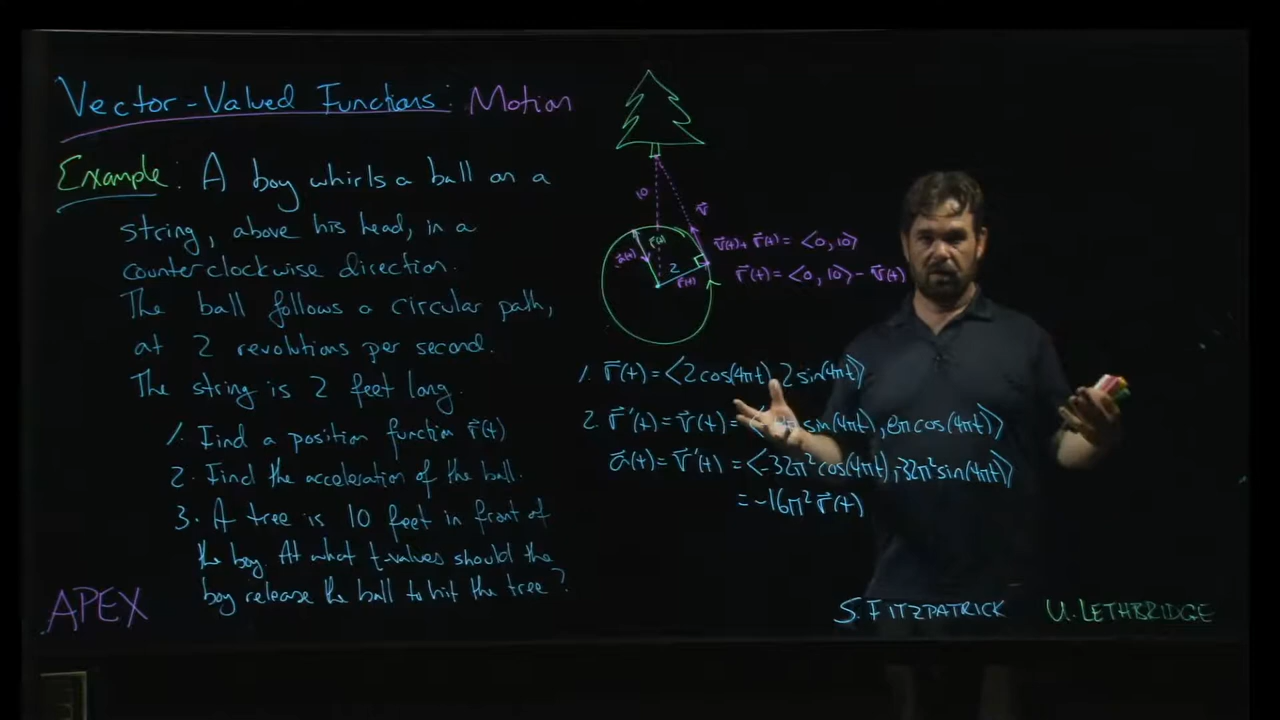 Vector-Valued Functions: Motion
Example: A boy whirls a ball on a
string, above his head, in a
counterclockwise direction.
The ball follows a circular path,
at 2 revolutions per second.
The string is 2 feet long.
1. Find a position function r⃗(t)
2. Find the acceleration of the ball.
3. A tree is 10 feet in front of
the boy. At what t-values should the
boy release the ball to hit the tree?
APEX
10
v⃗
r⃗(t)
a⃗(t)
2
r⃗(t)
v⃗(t) + r⃗(t) = ⟨0, 10⟩
r⃗(t) = ⟨0, 10⟩ - v⃗(t)
1. r⃗(t) = ⟨2cos(4πt), 2sin(4πt)⟩
2. r⃗'(t) = v⃗(t) = ⟨- sin(4πt), 8πcos(4πt)⟩
a⃗(t) = v⃗'(t) = ⟨-32π²cos(4πt), -32π²sin(4πt)⟩
= -16π² r⃗(t)
S. FITZPATRICK
U. LETHBRIDGE